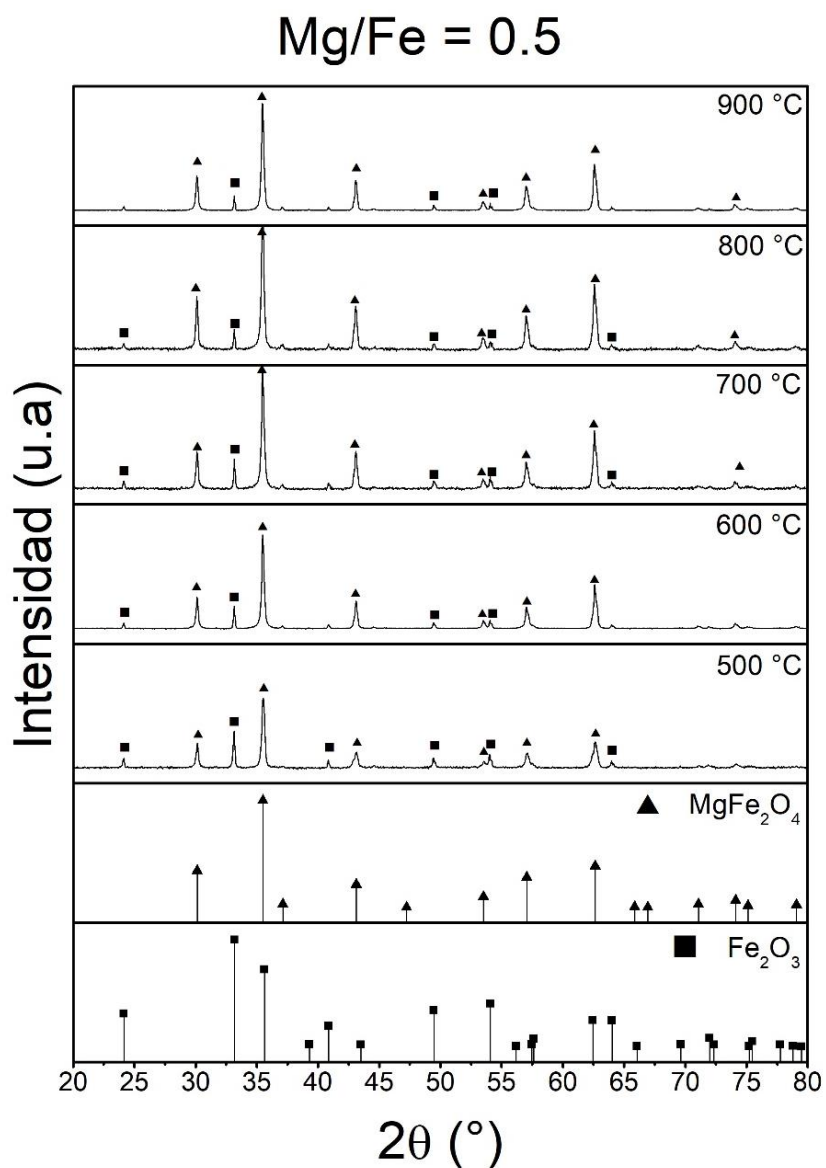 Mg/Fe = 0.5
900 °C
800 °C
700 °C
600 °C
500 °C
Intensidad (u.a)
▲ MgFe₂O₄
■ Fe₂O₃
20 25 30 35 40 45 50 55 60 65 70 75 80
2θ (°)